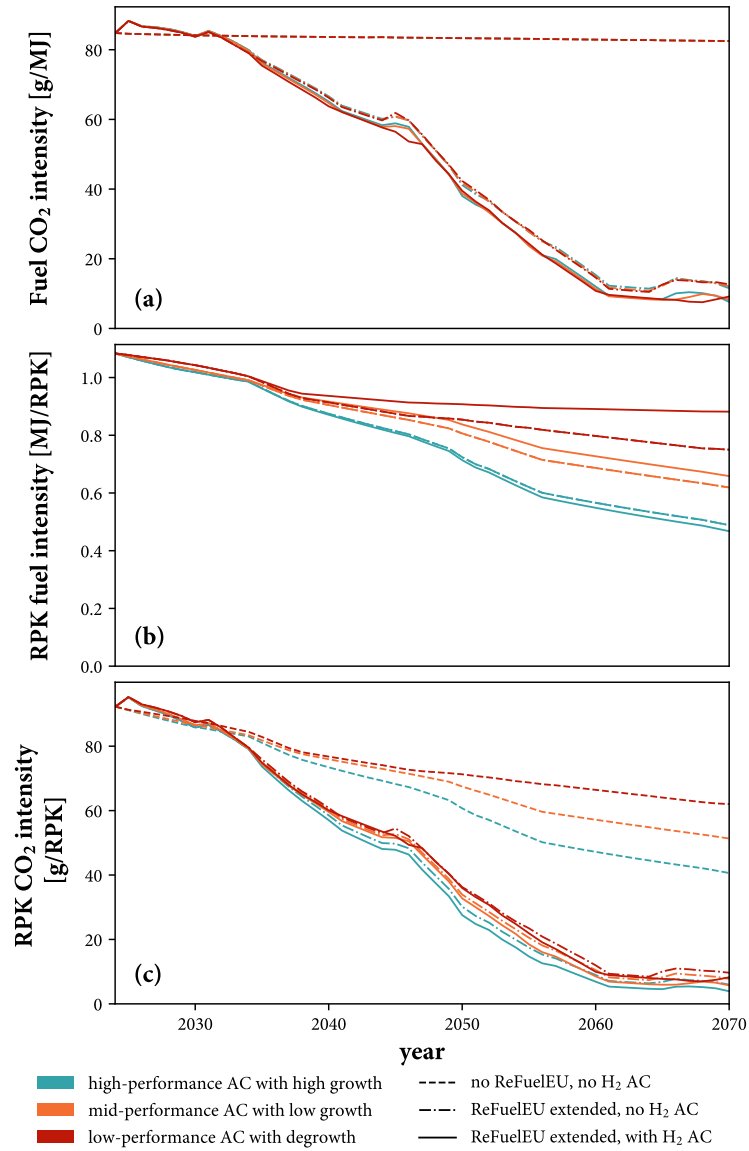 Fuel CO₂ intensity [g/MJ]
80
60
40
20
0
(a)
RPK fuel intensity [MJ/RPK]
1.0
0.8
0.6
0.4
0.2
0.0
(b)
RPK CO₂ intensity
[g/RPK]
80
60
40
20
0
(c)
2030 2040 2050 2060 2070
year
high-performance AC with high growth
mid-performance AC with low growth
low-performance AC with degrowth
no ReFuelEU, no H₂ AC
ReFuelEU extended, no H₂ AC
ReFuelEU extended, with H₂ AC